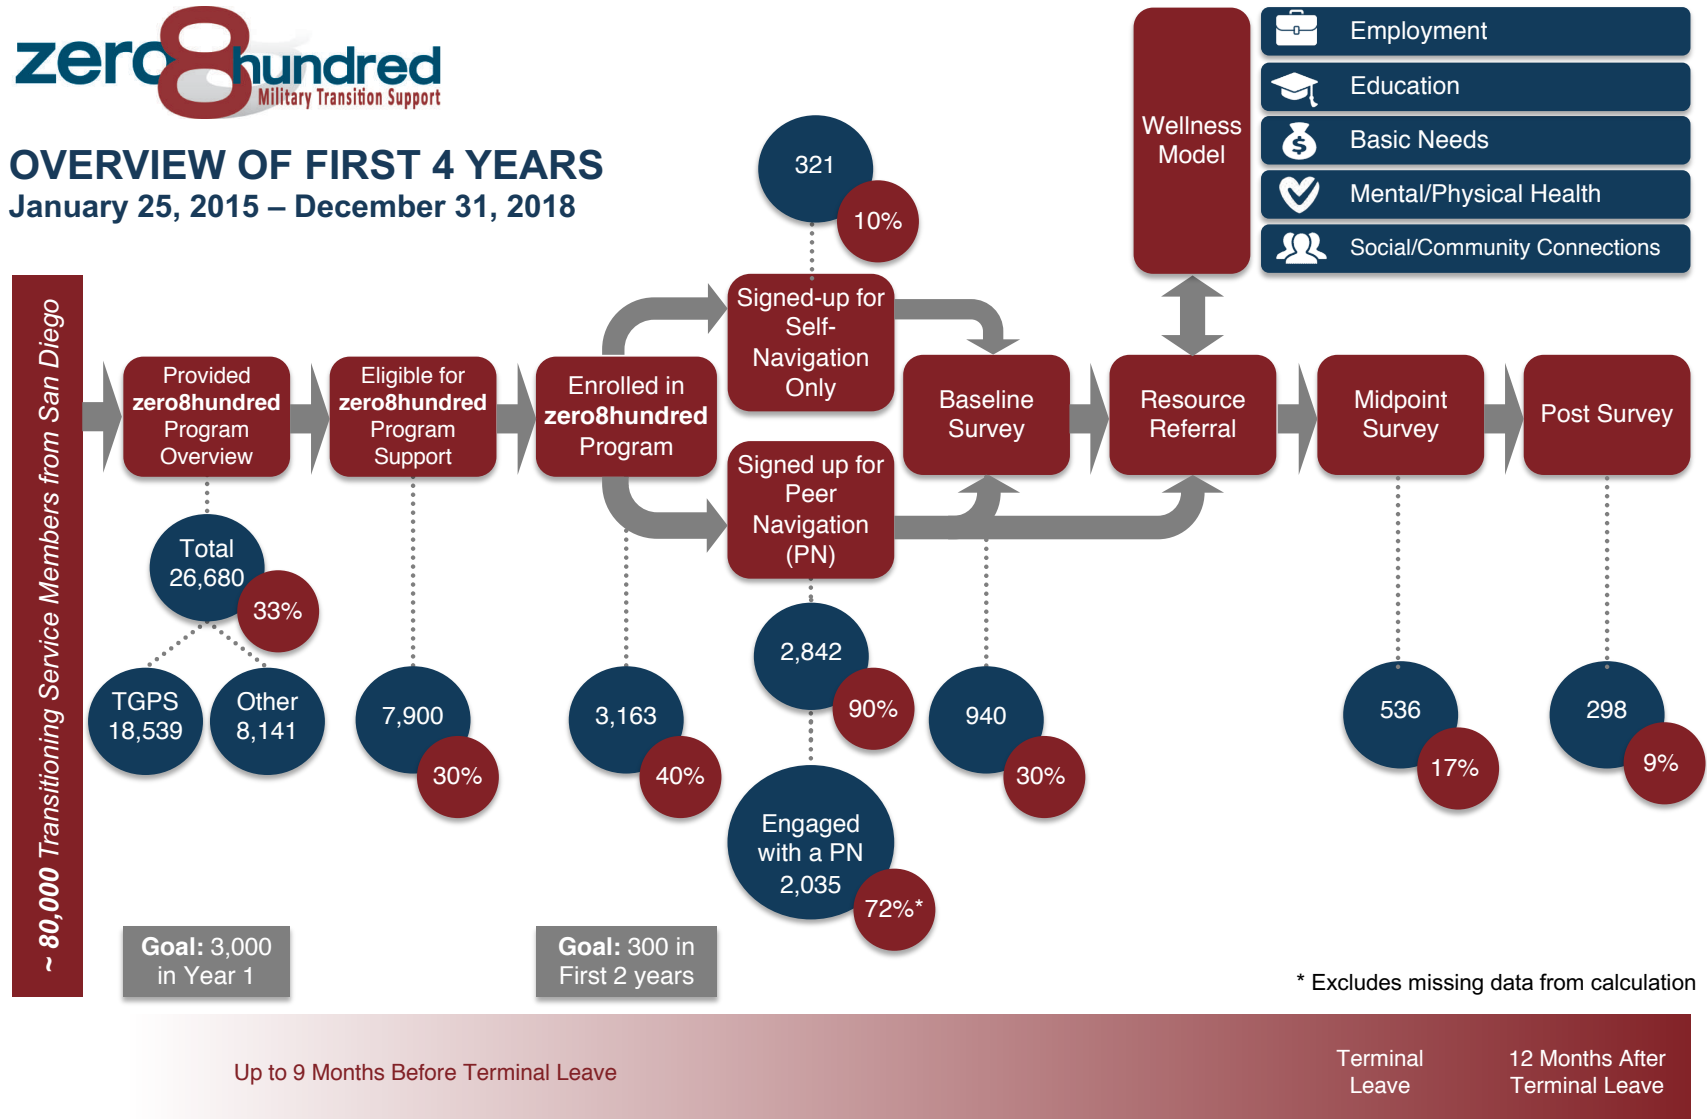 zero8hundred
Military Transition Support
OVERVIEW OF FIRST 4 YEARS
January 25, 2015 – December 31, 2018
Wellness
Model
Employment
Education
Basic Needs
Mental/Physical Health
Social/Community Connections
~ 80,000 Transitioning Service Members from San Diego
Provided
zero8hundred
Program
Overview
Total
26,680
33%
TGPS
18,539
Other
8,141
Goal: 3,000
in Year 1
Eligible for
zero8hundred
Program
Support
7,900
30%
Enrolled in
zero8hundred
Program
3,163
40%
Goal: 300 in
First 2 years
321
10%
Signed-up for
Self-
Navigation
Only
Signed up for
Peer
Navigation
(PN)
2,842
90%
Engaged
with a PN
2,035
72%*
Baseline
Survey
940
30%
Resource
Referral
Midpoint
Survey
536
17%
Post Survey
298
9%
* Excludes missing data from calculation
Up to 9 Months Before Terminal Leave
Terminal
Leave
12 Months After
Terminal Leave